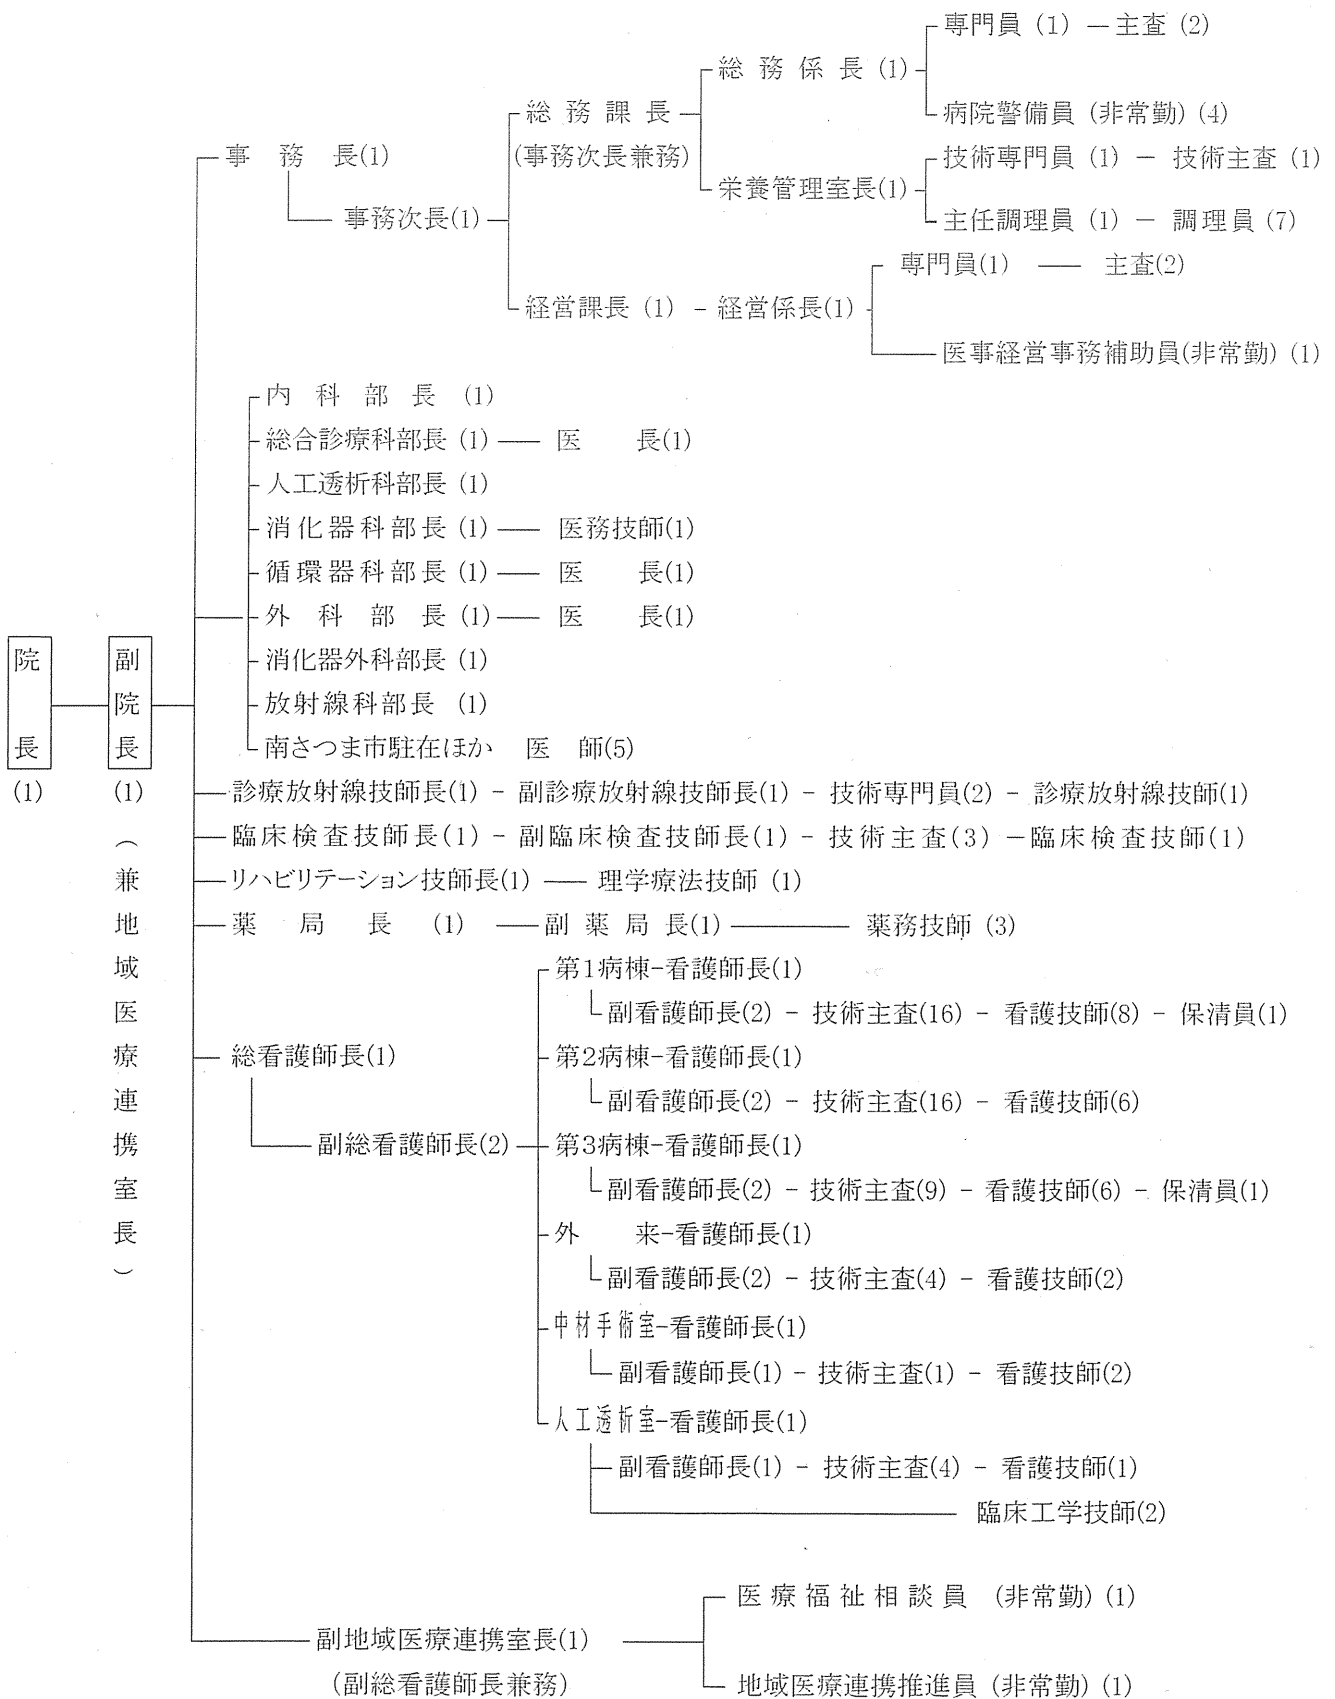 専門員 (1) ― 主査 (2)
総務係長 (1)
総務課長
病院警備員 (非常勤) (4)
事務長(1)
(事務次長兼務)
技術専門員 (1) − 技術主査 (1)
栄養管理室長(1)
事務次長(1)
主任調理員 (1) − 調理員 (7)
専門員(1) ― 主査(2)
経営課長 (1) − 経営係長(1)
医事経営事務補助員(非常勤) (1)
内科部長 (1)
総合診療科部長 (1) ― 医長(1)
人工透析科部長 (1)
消化器科部長 (1) ― 医務技師(1)
循環器科部長 (1) ― 医長(1)
外科部長 (1) ― 医長(1)
院長
(1)
副院長
(1)
(兼地域医療連携室長)
消化器外科部長 (1)
放射線科部長 (1)
南さつま市駐在ほか 医師(5)
診療放射線技師長(1) − 副診療放射線技師長(1) − 技術専門員(2) − 診療放射線技師(1)
臨床検査技師長(1) − 副臨床検査技師長(1) − 技術主査(3) ―臨床検査技師(1)
リハビリテーション技師長(1) ― 理学療法技師 (1)
薬局長 (1) ― 副薬局長(1) ― 薬務技師 (3)
第1病棟−看護師長(1)
副看護師長(2) − 技術主査(16) − 看護技師(8) − 保清員(1)
総看護師長(1)
第2病棟−看護師長(1)
副看護師長(2) − 技術主査(16) − 看護技師(6)
副総看護師長(2)
第3病棟−看護師長(1)
副看護師長(2) − 技術主査(9) − 看護技師(6) − 保清員(1)
外来−看護師長(1)
副看護師長(2) − 技術主査(4) − 看護技師(2)
中材手術室−看護師長(1)
副看護師長(1) − 技術主査(1) − 看護技師(2)
人工透析室−看護師長(1)
副看護師長(1) − 技術主査(4) − 看護技師(1)
臨床工学技師(2)
医療福祉相談員 (非常勤) (1)
副地域医療連携室長(1)
(副総看護師長兼務)
地域医療連携推進員 (非常勤) (1)